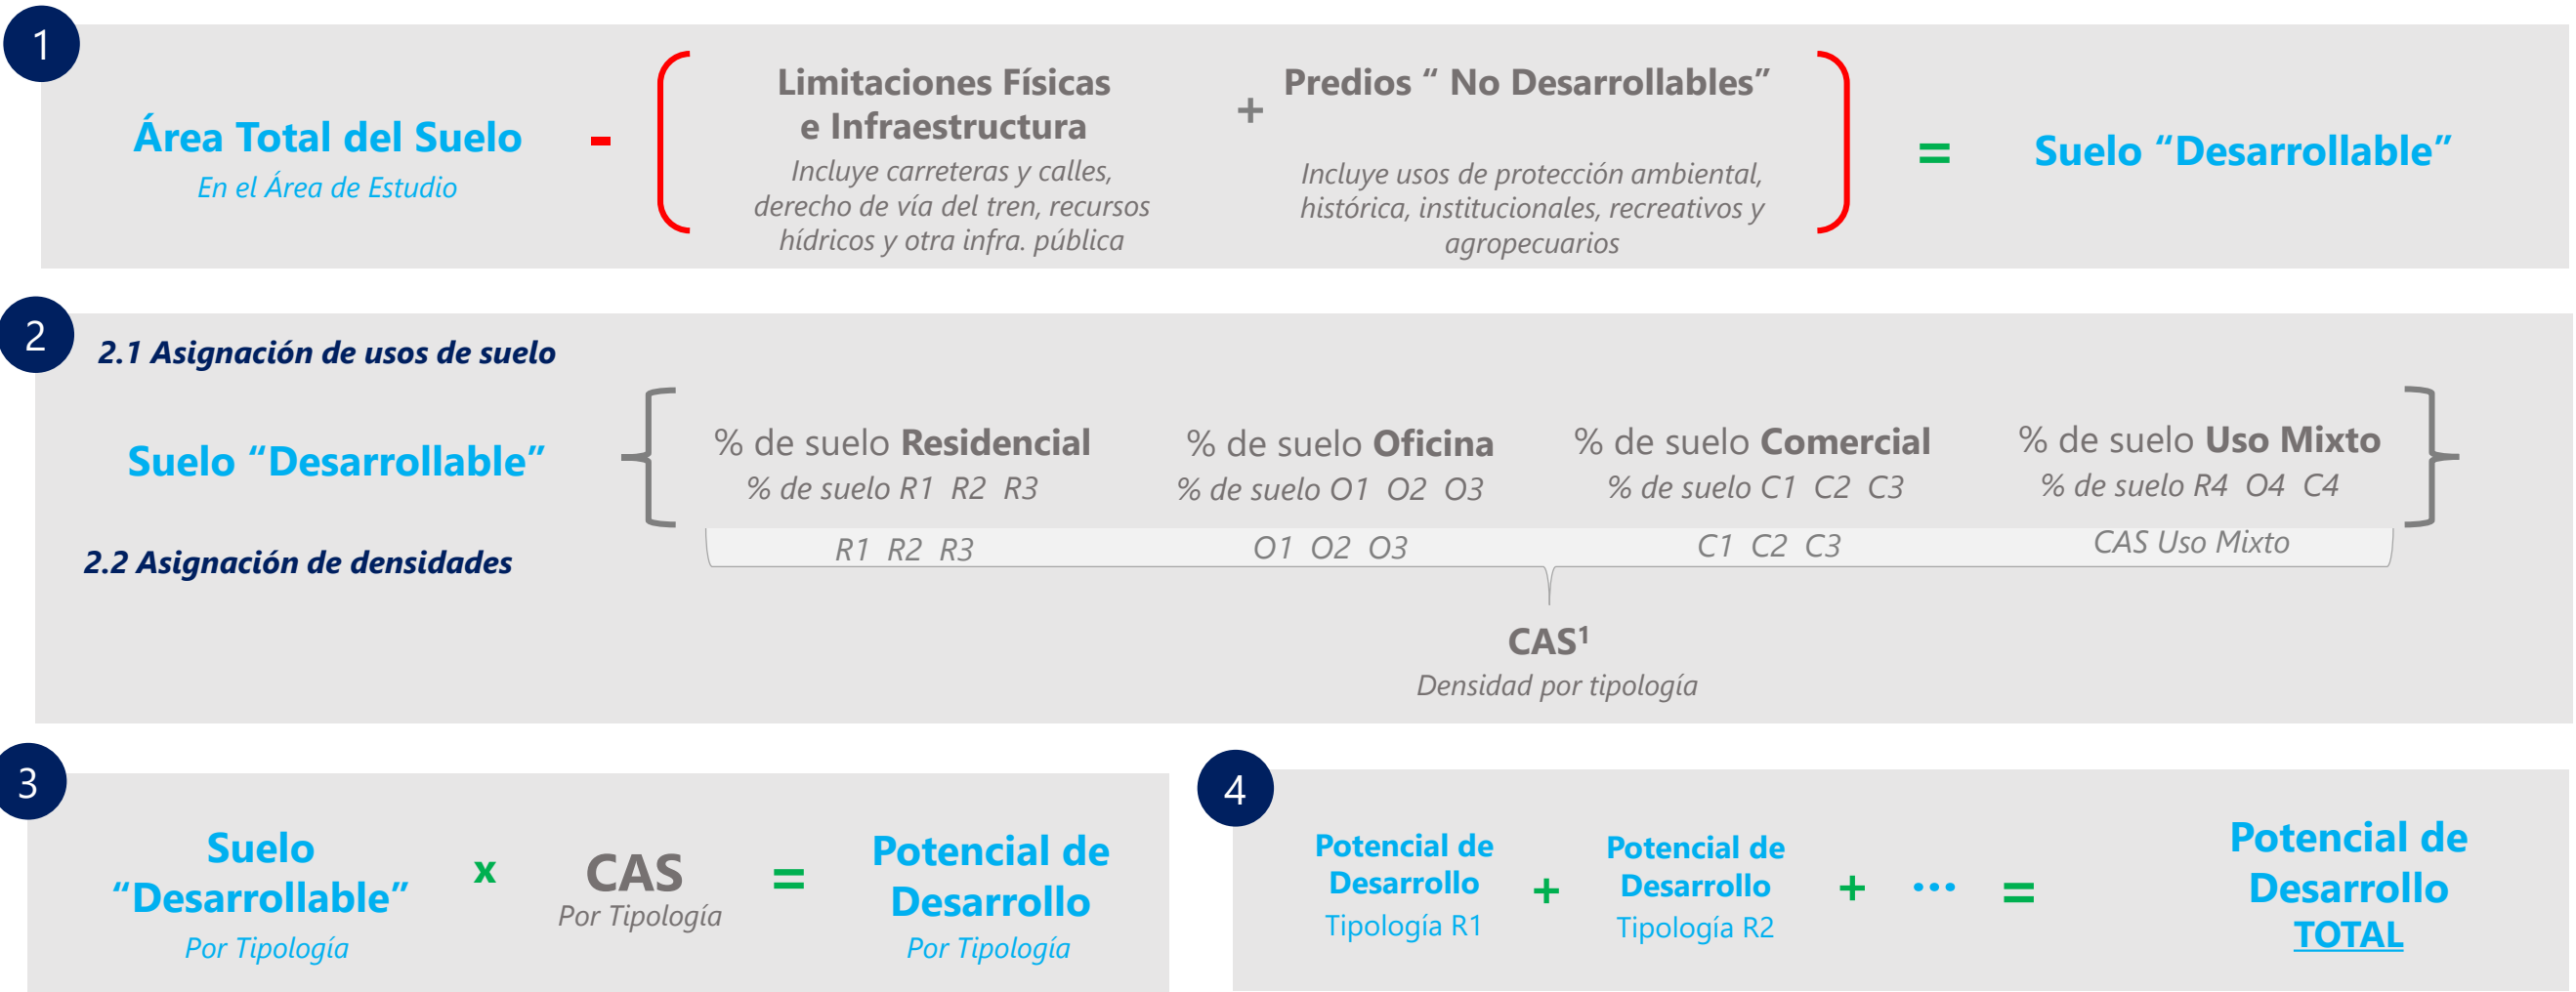 1
Área Total del Suelo
En el Área de Estudio
-
Limitaciones Físicas
e Infraestructura
Incluye carreteras y calles,
derecho de vía del tren, recursos
hídricos y otra infra. pública
+
Predios “ No Desarrollables”
Incluye usos de protección ambiental,
histórica, institucionales, recreativos y
agropecuarios
=
Suelo “Desarrollable”
2
2.1 Asignación de usos de suelo
Suelo “Desarrollable”
% de suelo Residencial
% de suelo R1 R2 R3
% de suelo Oficina
% de suelo O1 O2 O3
% de suelo Comercial
% de suelo C1 C2 C3
% de suelo Uso Mixto
% de suelo R4 O4 C4
2.2 Asignación de densidades
R1 R2 R3
O1 O2 O3
C1 C2 C3
CAS Uso Mixto
CAS¹
Densidad por tipología
3
Suelo
“Desarrollable”
Por Tipología
x
CAS
Por Tipología
=
Potencial de
Desarrollo
Por Tipología
4
Potencial de
Desarrollo
Tipología R1
+
Potencial de
Desarrollo
Tipología R2
+
...
=
Potencial de
Desarrollo
TOTAL